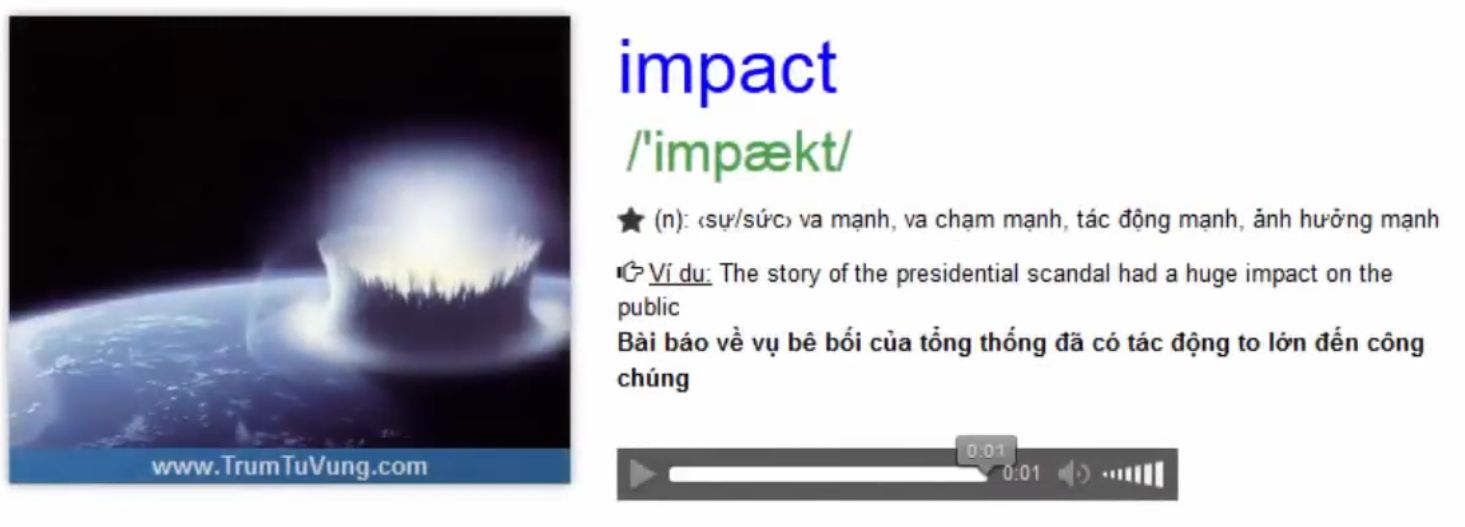 impact
/'impækt/
(n): ‹sự/sức› va mạnh, va chạm mạnh, tác động mạnh, ảnh hưởng mạnh
Ví du: The story of the presidential scandal had a huge impact on the
public
Bài báo về vụ bê bối của tổng thống đã có tác động to lớn đến công
chúng
www.TrumTuVung.com
0:01
0:01